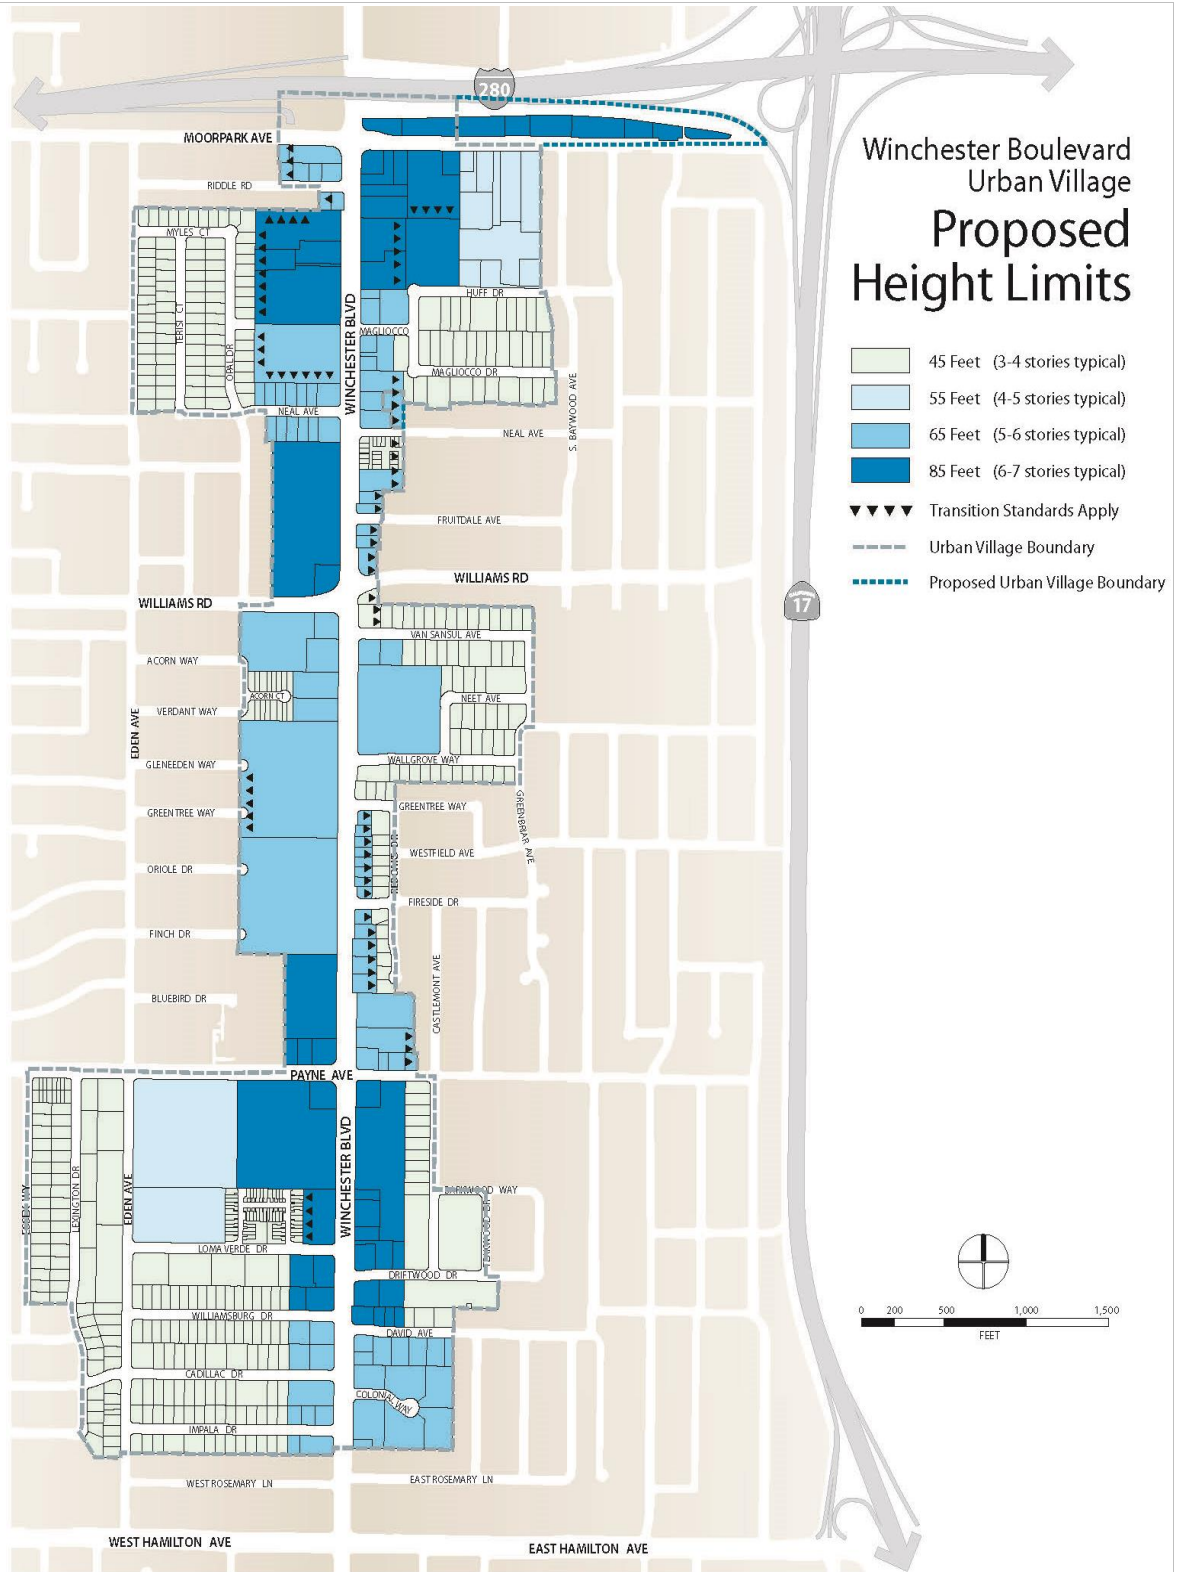 280
MOORPARK AVE
Winchester Boulevard
Urban Village
Proposed
Height Limits
RIDDLE RD
MYLES CT
TERISI CT
OPAL DR
WINCHESTER BLVD
HUFF DR
MAGLIOCCO
MAGLIOCCO DR
S. BAYWOOD AVE
NEAL AVE
NEAL AVE
45 Feet (3-4 stories typical)
55 Feet (4-5 stories typical)
65 Feet (5-6 stories typical)
85 Feet (6-7 stories typical)
Transition Standards Apply
Urban Village Boundary
Proposed Urban Village Boundary
FRUITDALE AVE
WILLIAMS RD
WILLIAMS RD
17
VAN SANSUL AVE
ACORN WAY
ACORN CT
NEET AVE
VERDANT WAY
EDEN AVE
GLENEEDEN WAY
WALLGROVE WAY
GREENTREE WAY
GREENTREE WAY
GREENBRIAR AVE
WESTFIELD AVE
ORIOLE DR
FIRESIDE DR
FINCH DR
CASTLEMONT AVE
BLUEBIRD DR
PAYNE AVE
WINCHESTER BLVD
LEXINGTON DR
EDEN AVE
LOMA VERDE DR
DRIFTWOOD DR
WILLIAMSBURG DR
DAVID AVE
CADILLAC DR
COLONIAL WAY
IMPALA DR
WEST ROSEMARY LN
EAST ROSEMARY LN
0 200 500 1,000 1,500
FEET
WEST HAMILTON AVE
EAST HAMILTON AVE